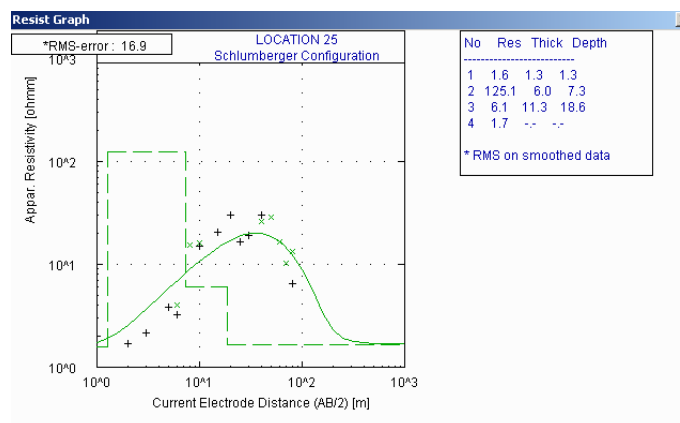 Resist Graph
*RMS-error : 16.9
LOCATION 25
Schlumberger Configuration
Appar. Resistivity [ohmm]
10^3
10^2
10^1
10^0
10^0 10^1 10^2 10^3
Current Electrode Distance (AB/2) [m]
No Res Thick Depth
--------------------------
1 1.6 1.3 1.3
2 125.1 6.0 7.3
3 6.1 11.3 18.6
4 1.7 -.- -.-
* RMS on smoothed data